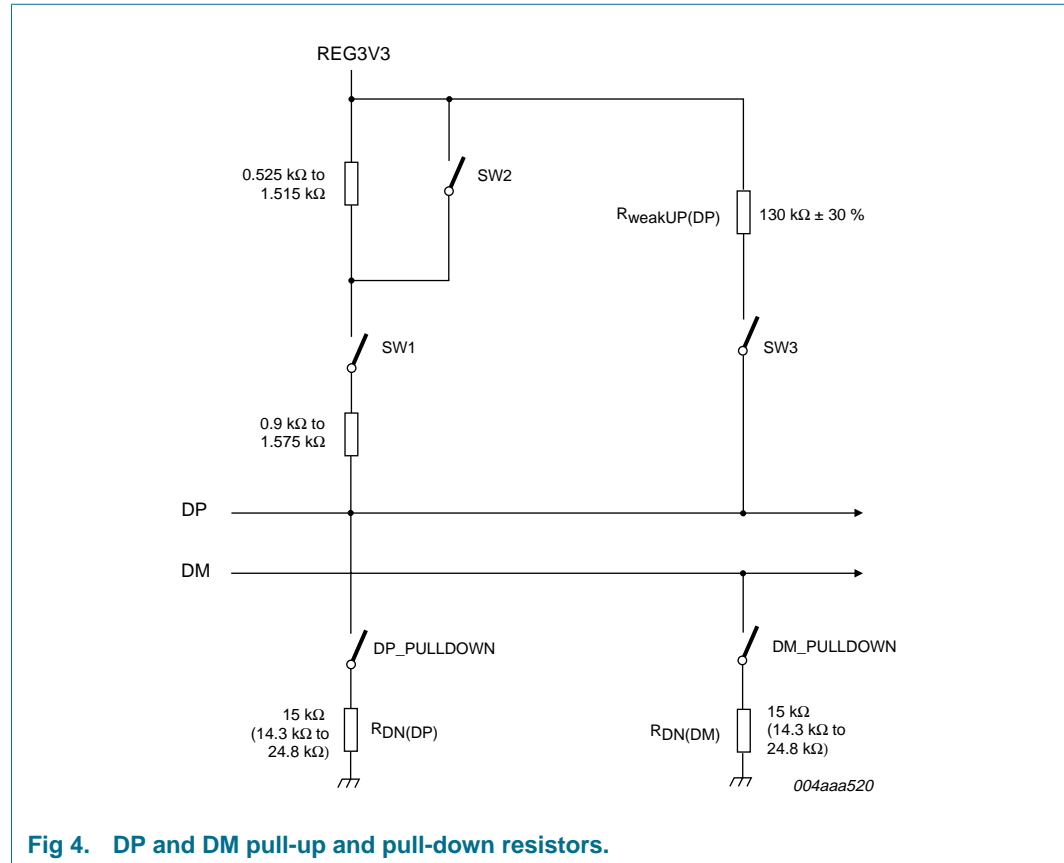 REG3V3
0.525 kΩ to
1.515 kΩ
SW2
RweakUP(DP)
130 kΩ ± 30 %
SW1
SW3
0.9 kΩ to
1.575 kΩ
DP
DM
DP_PULLDOWN
DM_PULLDOWN
15 kΩ
(14.3 kΩ to
24.8 kΩ)
RDN(DP)
RDN(DM)
15 kΩ
(14.3 kΩ to
24.8 kΩ)
004aaa520
Fig 4. DP and DM pull-up and pull-down resistors.